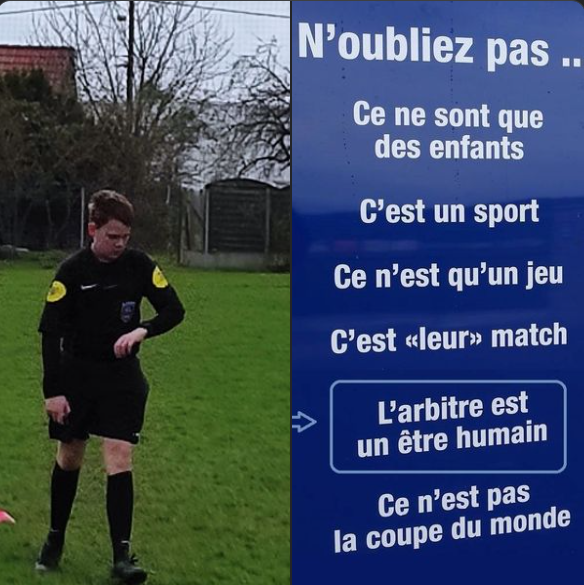 N'oubliez pas ..
Ce ne sont que
des enfants
C'est un sport
Ce n'est qu'un jeu
C'est «leur» match
L'arbitre est
un être humain
Ce n'est pas
la coupe du monde